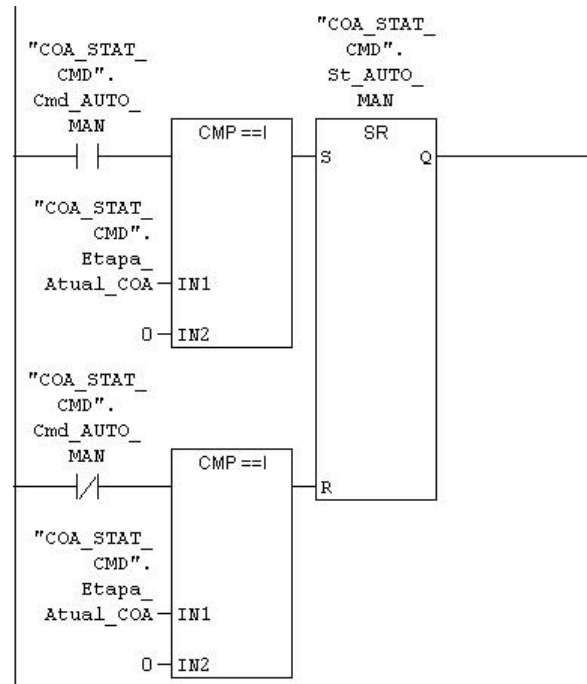 "COA_STAT_
CMD".
St_AUTO_
MAN
"COA_STAT_
CMD".
Cmd_AUTO_
MAN
CMP ==I
SR
S
Q
"COA_STAT_
CMD".
Etapa_
Atual_COA
IN1
0
IN2
"COA_STAT_
CMD".
Cmd_AUTO_
MAN
CMP ==I
R
"COA_STAT_
CMD".
Etapa_
Atual_COA
IN1
0
IN2